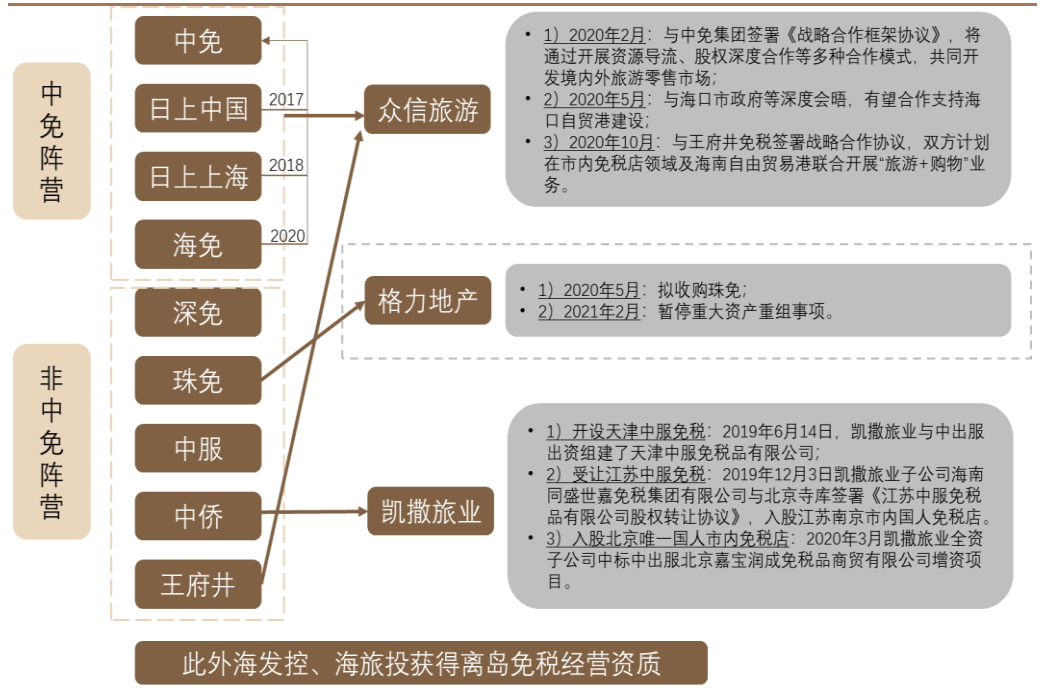 中免阵营
中免
日上中国
2017
日上上海
2018
海免
2020
非中免阵营
深免
珠免
中服
中侨
王府井
众信旅游
• 1）2020年2月：与中免集团签署《战略合作框架协议》，将
通过开展资源导流、股权深度合作等多种合作模式，共同开
发境内外旅游零售市场；
• 2）2020年5月：与海口市政府等深度会晤，有望合作支持海
口自贸港建设；
• 3）2020年10月：与王府井免税签署战略合作协议，双方计划
在市内免税店领域及海南自由贸易港联合开展“旅游+购物”业
务。
格力地产
• 1）2020年5月：拟收购珠免；
• 2）2021年2月：暂停重大资产重组事项。
凯撒旅业
• 1）开设天津中服免税：2019年6月14日，凯撒旅业与中出服
出资组建了天津中服免税品有限公司；
• 2）受让江苏中服免税：2019年12月3日凯撒旅业子公司海南
同盛世嘉免税集团有限公司与北京寺库签署《江苏中服免税
品有限公司股权转让协议》，入股江苏南京市内国人免税店。
• 3）入股北京唯一国人市内免税店：2020年3月凯撒旅业全资
子公司中标中出服北京嘉宝润成免税品商贸有限公司增资项
目。
此外海发控、海旅投获得离岛免税经营资质